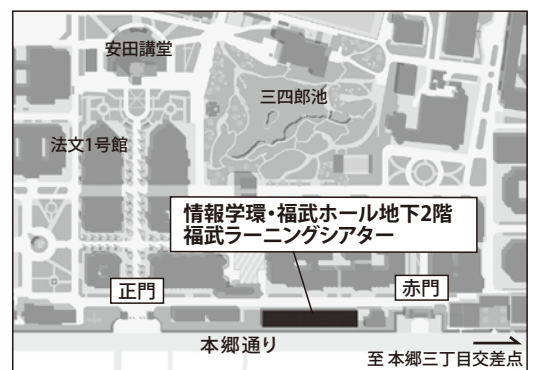 安田講堂
三四郎池
法文1号館
情報学環・福武ホール地下2階
福武ラーニングシアター
正門
赤門
本郷通り
至 本郷三丁目交差点